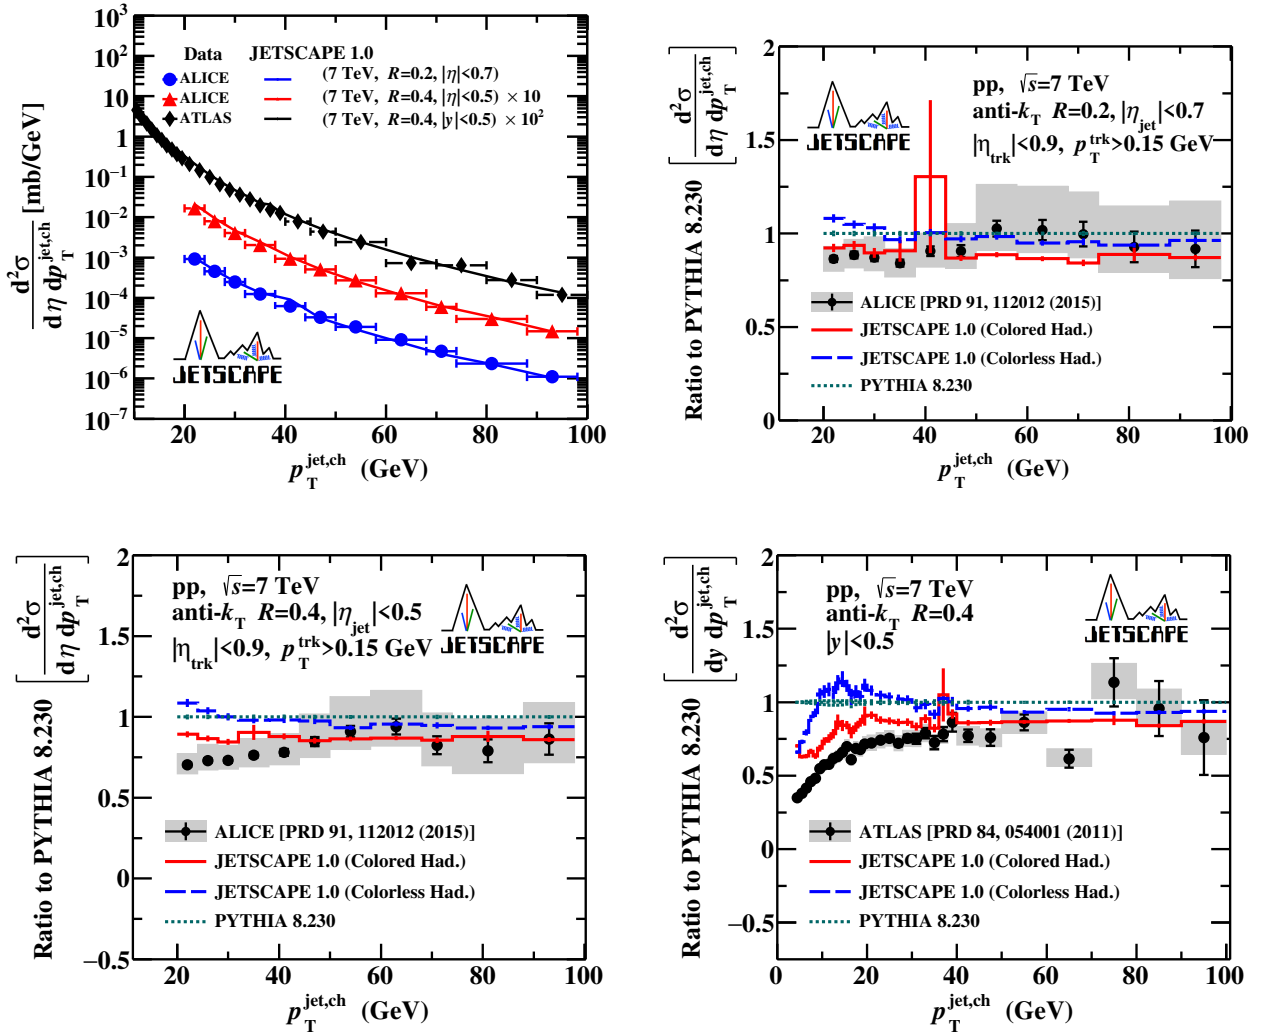 10³
10²
10
1
10⁻¹
10⁻²
10⁻³
10⁻⁴
10⁻⁵
10⁻⁶
10⁻⁷
d²σ / dη dp_T^jet,ch [mb/GeV]
Data JETSCAPE 1.0
ALICE (7 TeV, R=0.2, |η|<0.7)
ALICE (7 TeV, R=0.4, |η|<0.5) × 10
ATLAS (7 TeV, R=0.4, |y|<0.5) × 10²
JETSCAPE
20 40 60 80 100
p_T^jet,ch (GeV)
Ratio to PYTHIA 8.230 [d²σ / dη dp_T^jet,ch]
2
1.5
1
0.5
0
JETSCAPE
pp, √s=7 TeV
anti-k_T R=0.2, |η_jet|<0.7
|η_trk|<0.9, p_T^trk>0.15 GeV
ALICE [PRD 91, 112012 (2015)]
JETSCAPE 1.0 (Colored Had.)
JETSCAPE 1.0 (Colorless Had.)
PYTHIA 8.230
20 40 60 80 100
p_T^jet,ch (GeV)
Ratio to PYTHIA 8.230 [d²σ / dη dp_T^jet,ch]
2
1.5
1
0.5
0
−0.5
pp, √s=7 TeV
anti-k_T R=0.4, |η_jet|<0.5
|η_trk|<0.9, p_T^trk>0.15 GeV
JETSCAPE
ALICE [PRD 91, 112012 (2015)]
JETSCAPE 1.0 (Colored Had.)
JETSCAPE 1.0 (Colorless Had.)
PYTHIA 8.230
20 40 60 80 100
p_T^jet,ch (GeV)
Ratio to PYTHIA 8.230 [d²σ / dy dp_T^jet,ch]
2
1.5
1
0.5
0
−0.5
pp, √s=7 TeV
anti-k_T R=0.4
|y|<0.5
JETSCAPE
ATLAS [PRD 84, 054001 (2011)]
JETSCAPE 1.0 (Colored Had.)
JETSCAPE 1.0 (Colorless Had.)
PYTHIA 8.230
0 10 20 30 40 50 60 70 80 90 100
p_T^jet,ch (GeV)